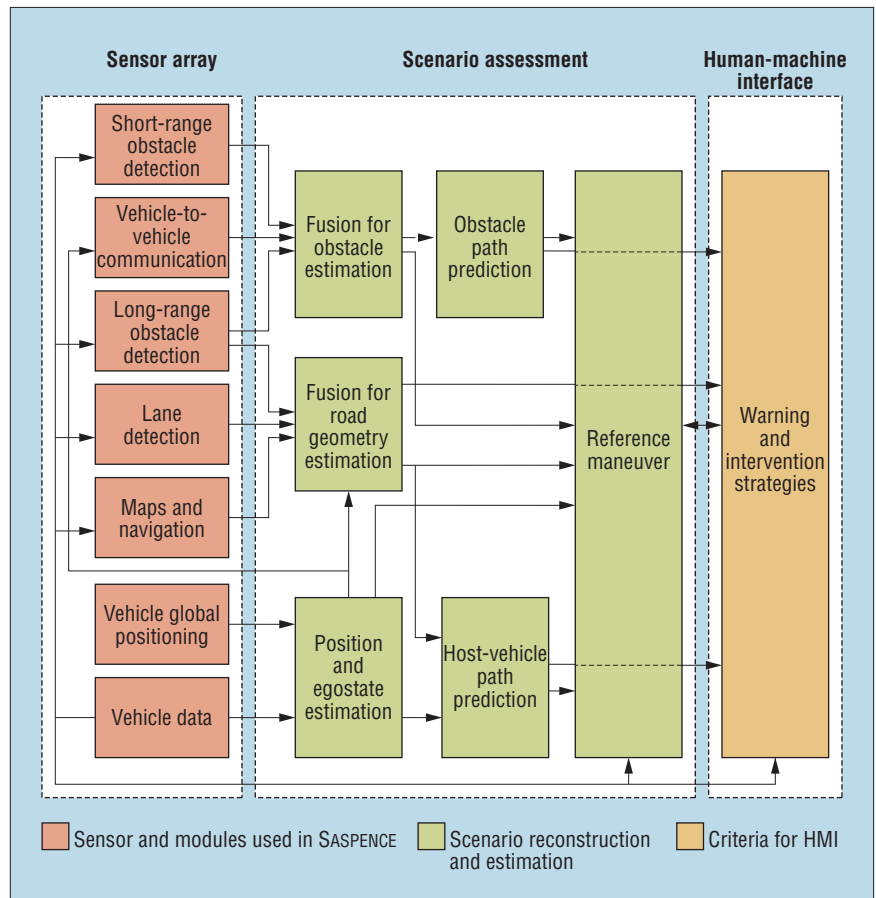 Sensor array
Scenario assessment
Human-machine
interface
Short-range
obstacle
detection
Vehicle-to-
vehicle
communication
Long-range
obstacle
detection
Lane
detection
Maps and
navigation
Vehicle global
positioning
Vehicle data
Fusion for
obstacle
estimation
Obstacle
path
prediction
Fusion for
road
geometry
estimation
Position
and
egostate
estimation
Host-vehicle
path
prediction
Reference
maneuver
Warning
and
intervention
strategies
Sensor and modules used in SASPENCE
Scenario reconstruction
and estimation
Criteria for HMI